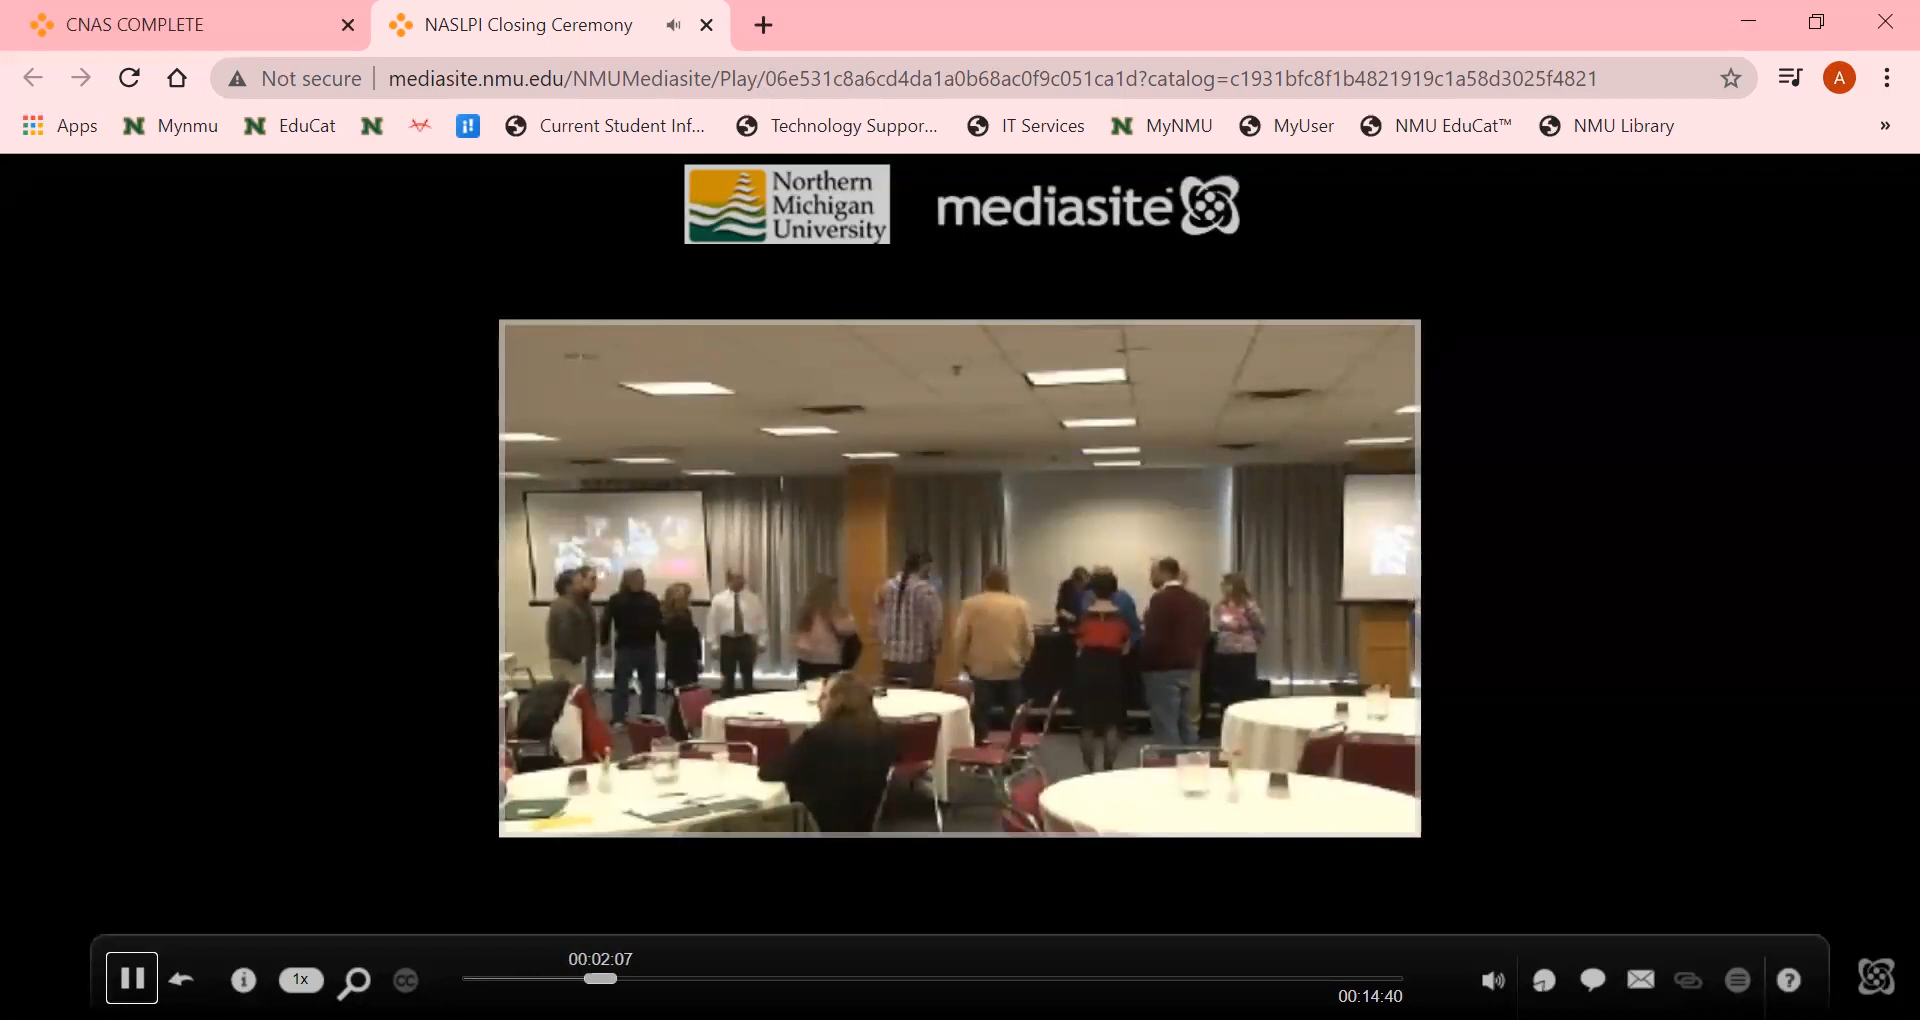 CNAS COMPLETE
NASLPI Closing Ceremony
Not secure mediasite.nmu.edu/NMUMediasite/Play/06e531c8a6cd4da1a0b68ac0f9c051ca1d?catalog=c1931bfc8f1b4821919c1a58d3025f4821
A
Apps N Mynmu N EduCat N Current Student Inf... Technology Suppor... IT Services N MyNMU MyUser NMU EduCat™ NMU Library »
Northern
Michigan
University
mediasite
00:02:07
1x CC
00:14:40